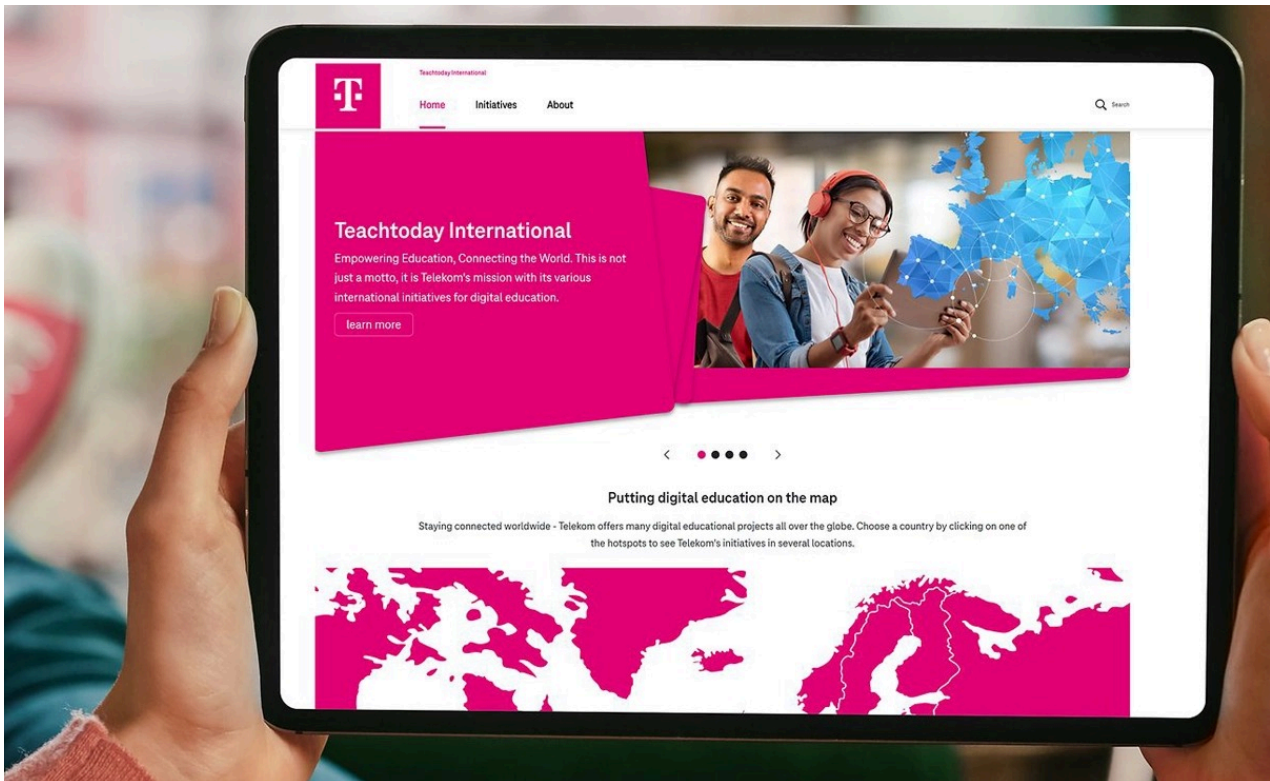 T
Teachtoday International
Home
Initiatives
About
Search
Teachtoday International
Empowering Education, Connecting the World. This is not
just a motto, it is Telekom's mission with its various
international initiatives for digital education.
learn more
Putting digital education on the map
Staying connected worldwide - Telekom offers many digital educational projects all over the globe. Choose a country by clicking on one of
the hotspots to see Telekom's initiatives in several locations.